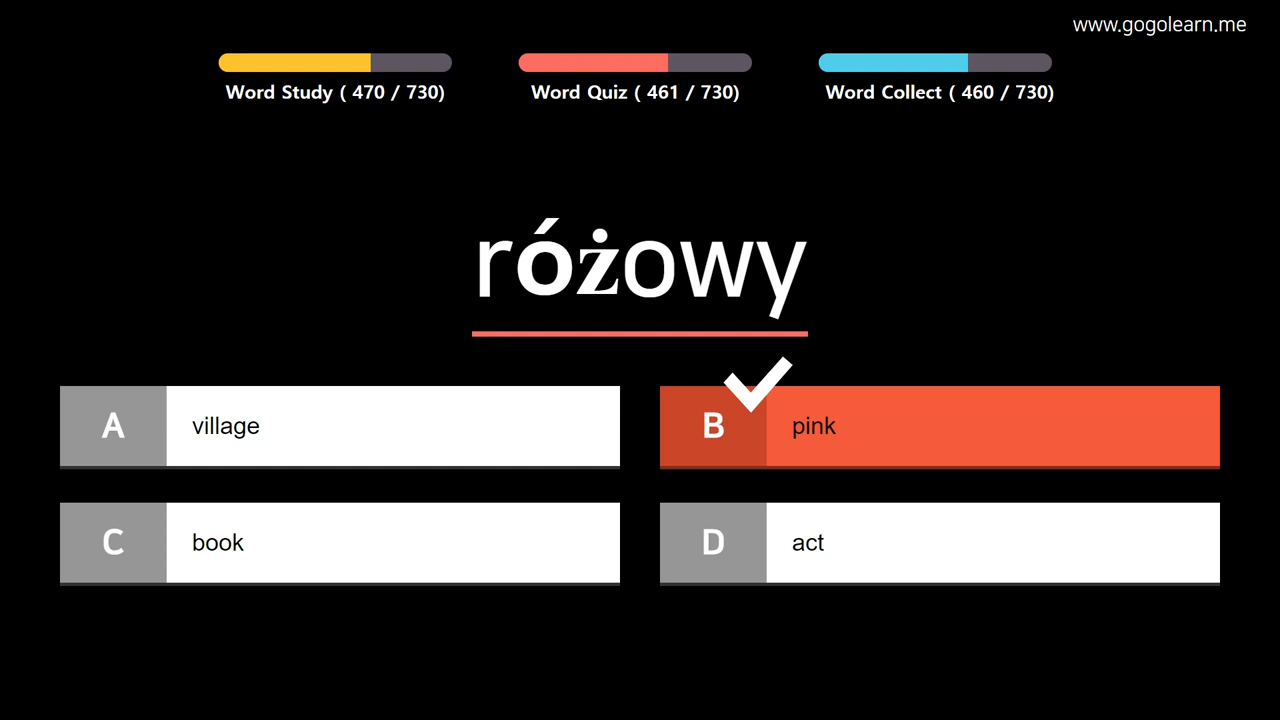 www.gogolearn.me
Word Study ( 470 / 730)
Word Quiz ( 461 / 730)
Word Collect ( 460 / 730)
różowy
A village
B pink
C book
D act